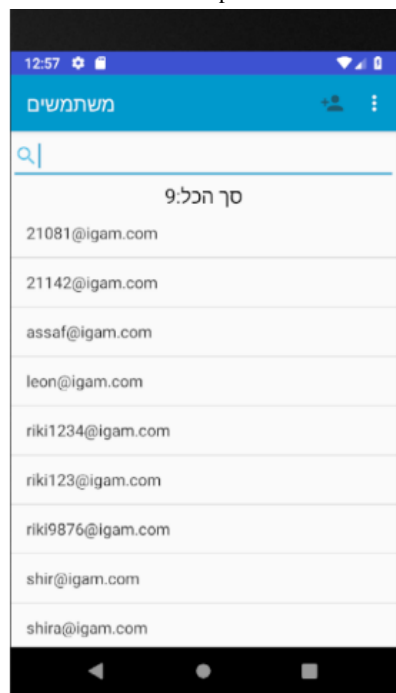 12:57
משתמשים
סך הכל:9
21081@igam.com
21142@igam.com
assaf@igam.com
leon@igam.com
riki1234@igam.com
riki123@igam.com
riki9876@igam.com
shir@igam.com
shira@igam.com